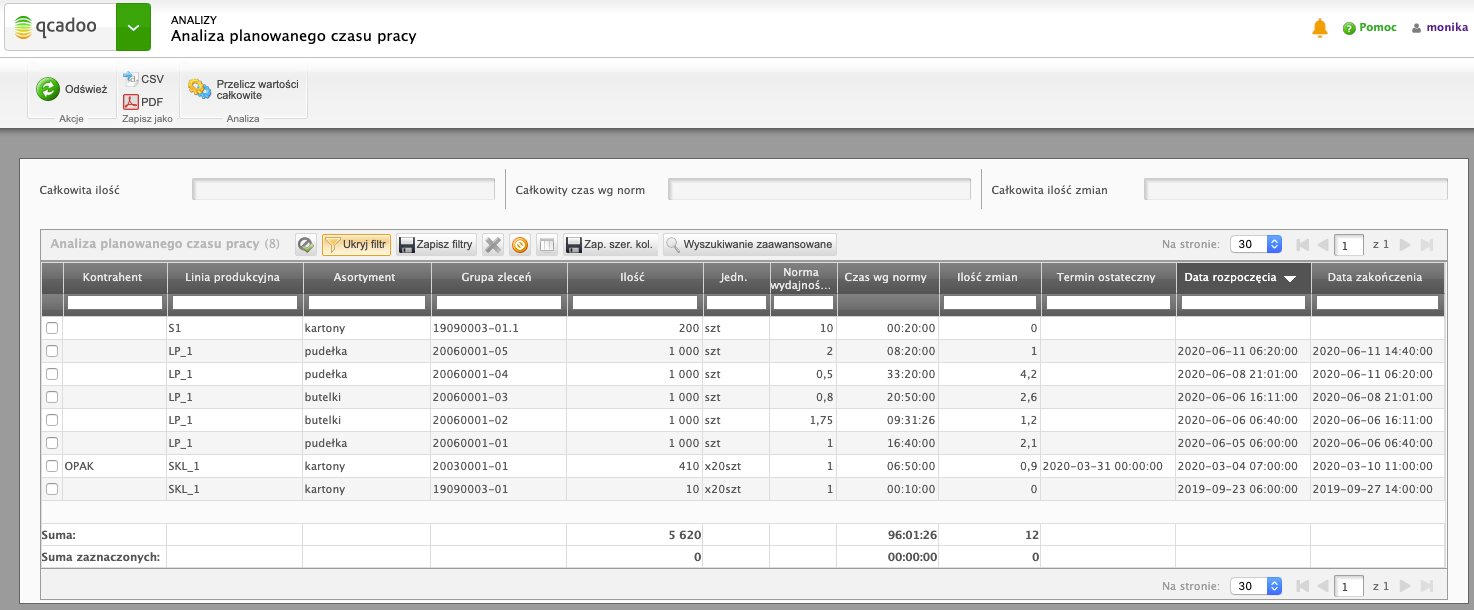 qcadoo
ANALIZY
Analiza planowanego czasu pracy
Pomoc
monika
Odśwież
CSV
PDF
Przelicz wartości
całkowite
Akcje
Zapisz jako
Analiza
Całkowita ilość
Całkowity czas wg norm
Całkowita ilość zmian
Analiza planowanego czasu pracy (8) Ukryj filtr Zapisz filtry Zap. szer. kol. Wyszukiwanie zaawansowane Na stronie: 30 1 z 1
Kontrahent Linia produkcyjna Asortyment Grupa zleceń Ilość Jedn. Norma wydajnoś... Czas wg normy Ilość zmian Termin ostateczny Data rozpoczęcia Data zakończenia
S1 kartony 19090003-01.1 200 szt 10 00:20:00 0
LP_1 pudełka 20060001-05 1 000 szt 2 08:20:00 1 2020-06-11 06:20:00 2020-06-11 14:40:00
LP_1 pudełka 20060001-04 1 000 szt 0,5 33:20:00 4,2 2020-06-08 21:01:00 2020-06-11 06:20:00
LP_1 butelki 20060001-03 1 000 szt 0,8 20:50:00 2,6 2020-06-06 16:11:00 2020-06-08 21:01:00
LP_1 butelki 20060001-02 1 000 szt 1,75 09:31:26 1,2 2020-06-06 06:40:00 2020-06-06 16:11:00
LP_1 pudełka 20060001-01 1 000 szt 1 16:40:00 2,1 2020-06-05 06:00:00 2020-06-06 06:40:00
OPAK SKL_1 kartony 20030001-01 410 x20szt 1 06:50:00 0,9 2020-03-31 00:00:00 2020-03-04 07:00:00 2020-03-10 11:00:00
SKL_1 kartony 19090003-01 10 x20szt 1 00:10:00 0 2019-09-23 06:00:00 2019-09-27 14:00:00
Suma: 5 620 96:01:26 12
Suma zaznaczonych: 0 00:00:00 0
Na stronie: 30 1 z 1